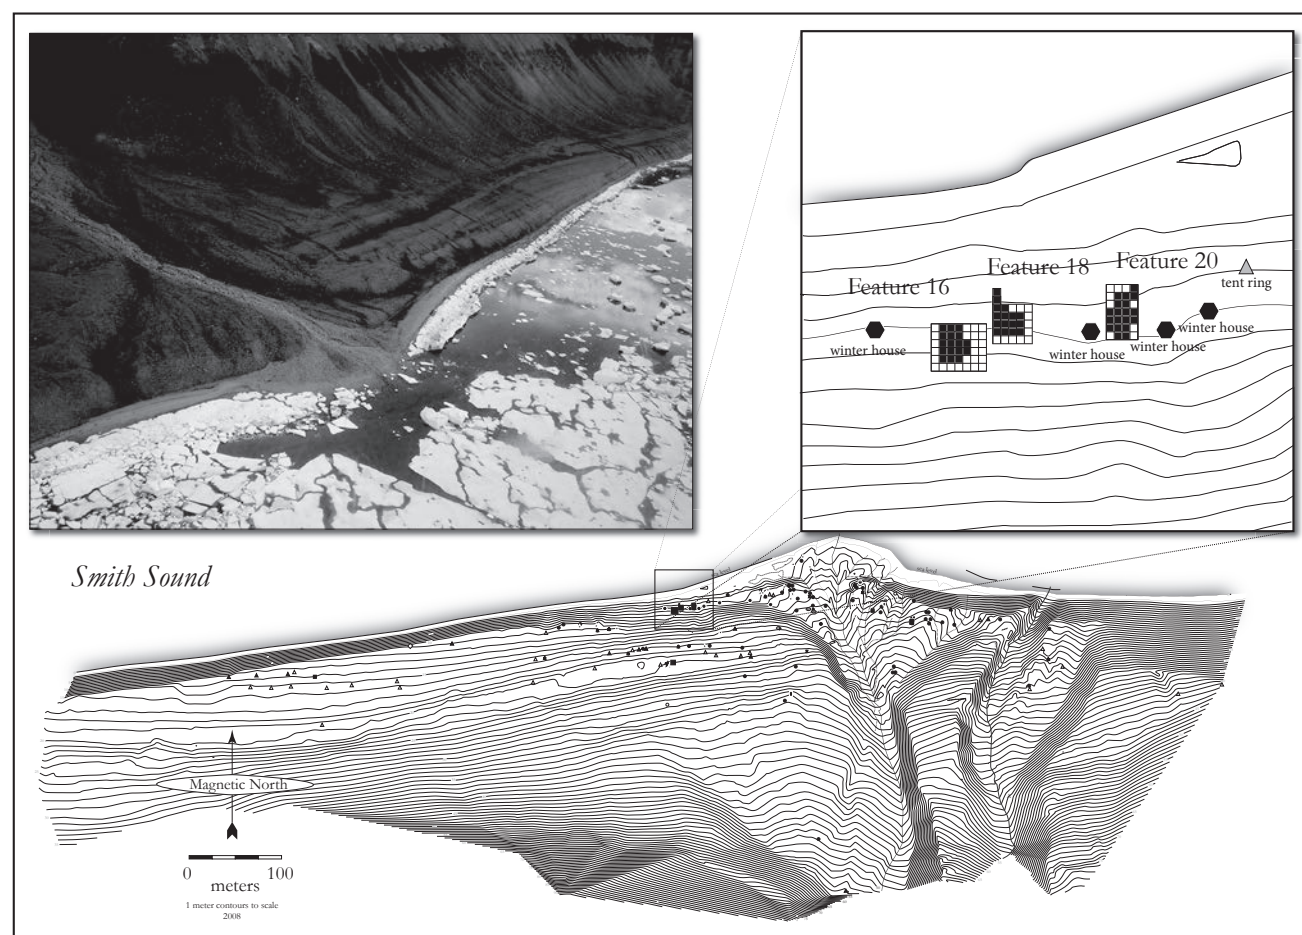 Feature 16
Feature 18
Feature 20
tent ring
winter house
winter house
winter house
winter house
Smith Sound
Magnetic North
0 100
meters
1 meter contours to scale
2008